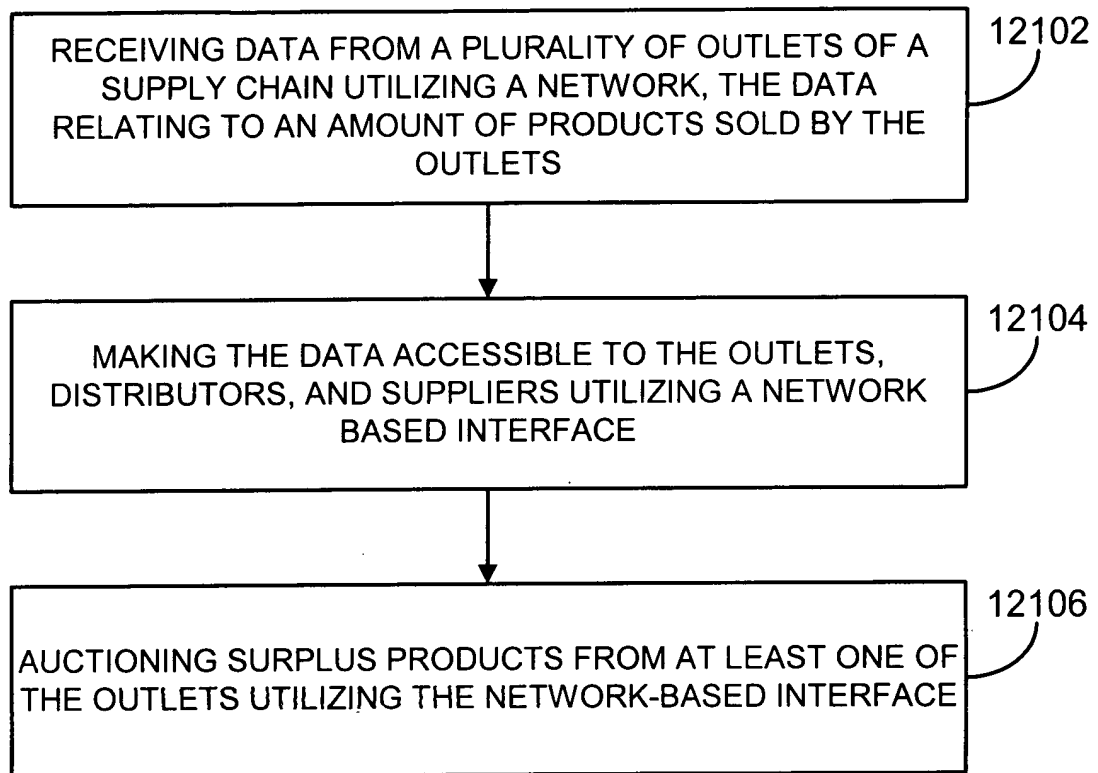 RECEIVING DATA FROM A PLURALITY OF OUTLETS OF A
SUPPLY CHAIN UTILIZING A NETWORK, THE DATA
RELATING TO AN AMOUNT OF PRODUCTS SOLD BY THE
OUTLETS
12102
MAKING THE DATA ACCESSIBLE TO THE OUTLETS,
DISTRIBUTORS, AND SUPPLIERS UTILIZING A NETWORK
BASED INTERFACE
12104
AUCTIONING SURPLUS PRODUCTS FROM AT LEAST ONE OF
THE OUTLETS UTILIZING THE NETWORK-BASED INTERFACE
12106